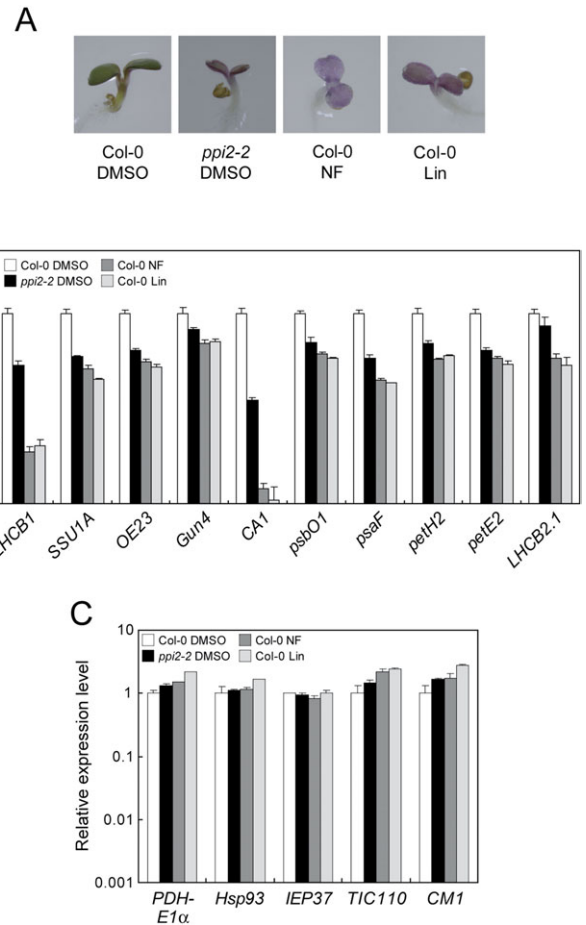 A
Col-0
DMSO
ppi2-2
DMSO
Col-0
NF
Col-0
Lin
Col-0 DMSO
Col-0 NF
ppi2-2 DMSO
Col-0 Lin
SSU1A
OE23
Gun4
CA1
psbO1
psaF
petH2
petE2
LHCB2.1
C
Relative expression level
10
1
0.1
0.01
0.001
Col-0 DMSO
Col-0 NF
ppi2-2 DMSO
Col-0 Lin
PDH-
E1α
Hsp93
IEP37
TIC110
CM1